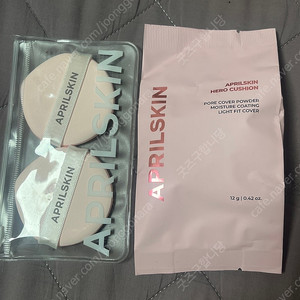 APRILSKIN
APRILSKIN
APRILSKIN
APRILSKIN
APRILSKIN
HERO CUSHION
PORE COVER POWDER
MOISTURE COATING
LIGHT FIT COVER
12 g | 0.42 oz.